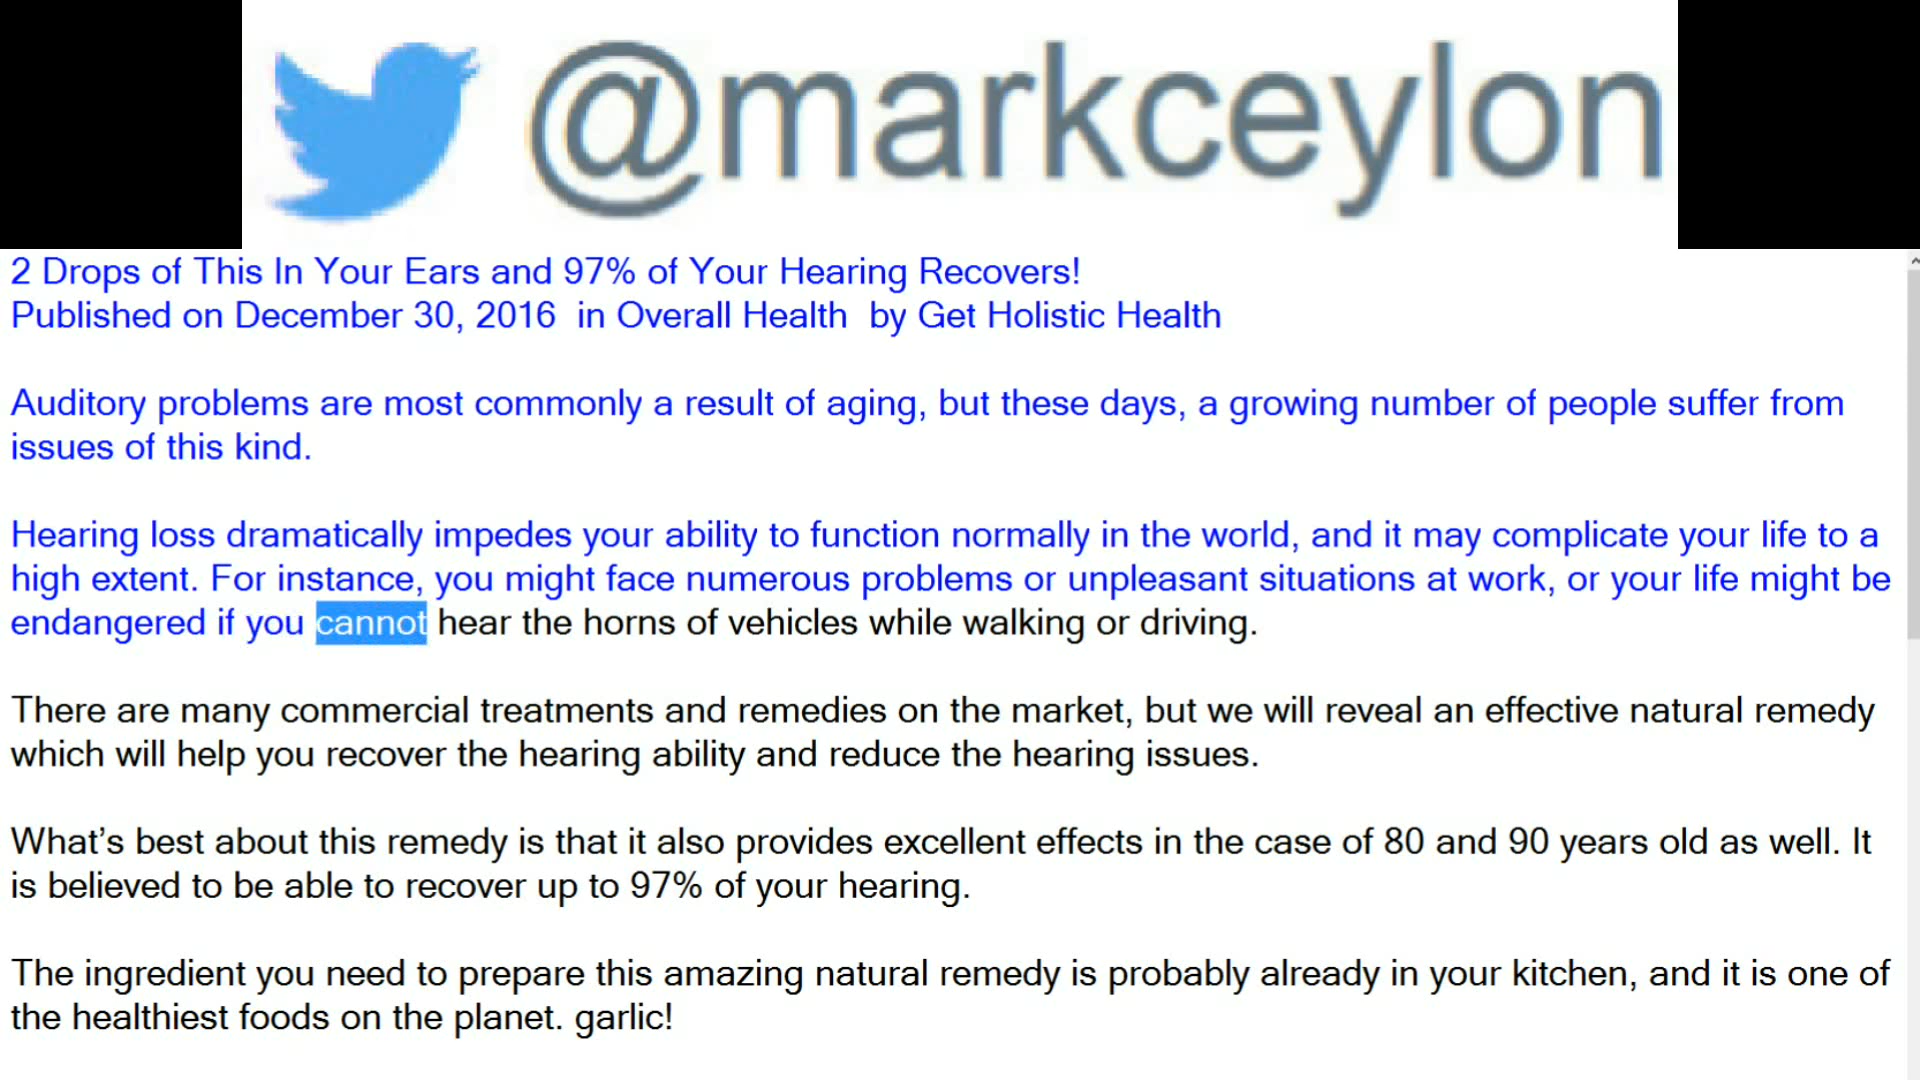 @markceylon
2 Drops of This In Your Ears and 97% of Your Hearing Recovers!
Published on December 30, 2016  in Overall Health  by Get Holistic Health
Auditory problems are most commonly a result of aging, but these days, a growing number of people suffer from
issues of this kind.
Hearing loss dramatically impedes your ability to function normally in the world, and it may complicate your life to a
high extent. For instance, you might face numerous problems or unpleasant situations at work, or your life might be
endangered if you cannot hear the horns of vehicles while walking or driving.
There are many commercial treatments and remedies on the market, but we will reveal an effective natural remedy
which will help you recover the hearing ability and reduce the hearing issues.
What’s best about this remedy is that it also provides excellent effects in the case of 80 and 90 years old as well. It
is believed to be able to recover up to 97% of your hearing.
The ingredient you need to prepare this amazing natural remedy is probably already in your kitchen, and it is one of
the healthiest foods on the planet. garlic!